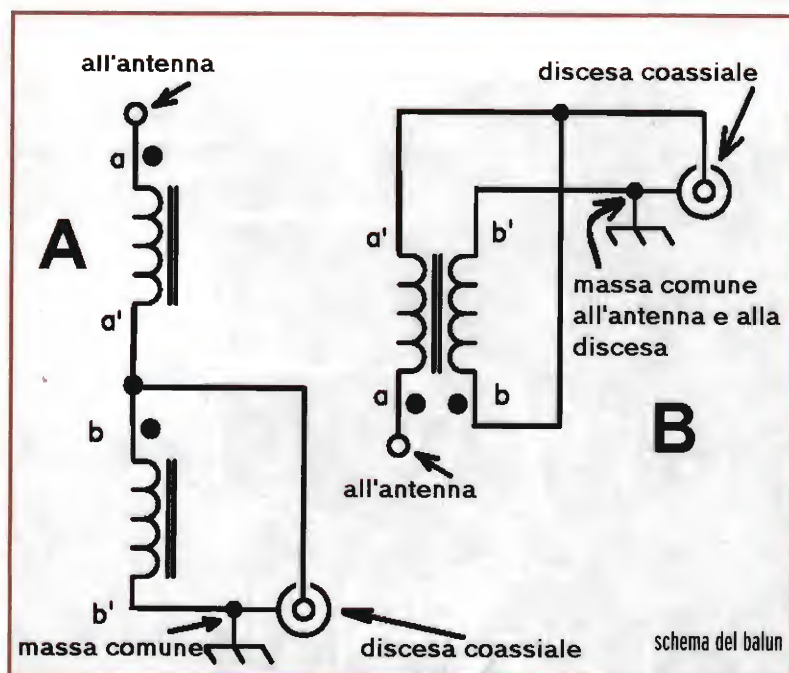 all'antenna
a
A
a'
b
b'
massa comune
discesa coassiale
discesa coassiale
a'
b'
massa comune
all'antenna e alla
discesa
a
b
B
all'antenna
schema del balun